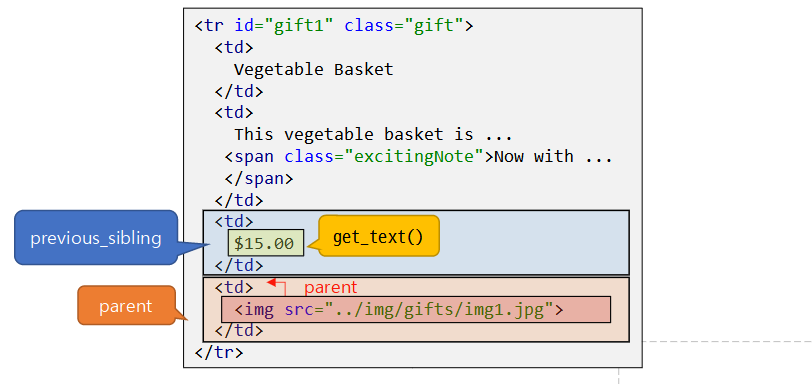 <tr id="gift1" class="gift">
<td>
Vegetable Basket
</td>
<td>
This vegetable basket is ...
<span class="excitingNote">Now with ...
</span>
</td>
<td>
previous_sibling
$15.00
get_text()
</td>
<td>
parent
parent
<img src="../img/gifts/img1.jpg">
</td>
</tr>